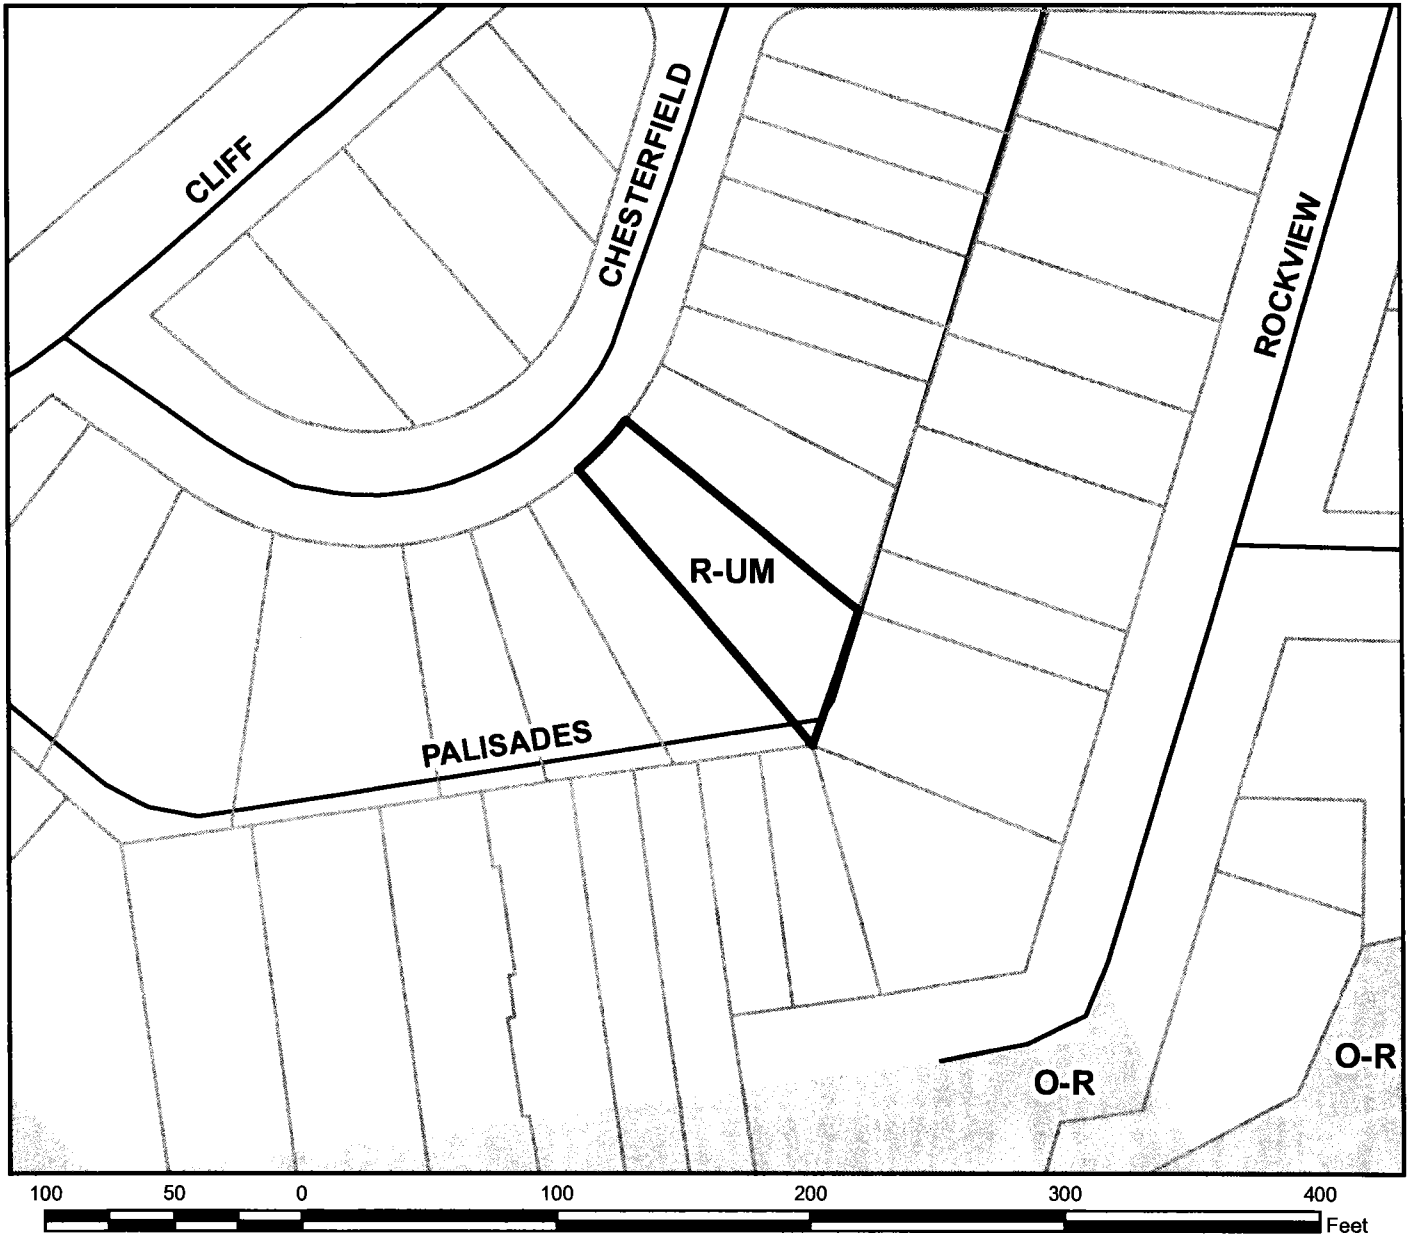 CLIFF
CHESTERFIELD
ROCKVIEW
R-UM
PALISADES
O-R
O-R
100 50 0 100 200 300 400
Feet